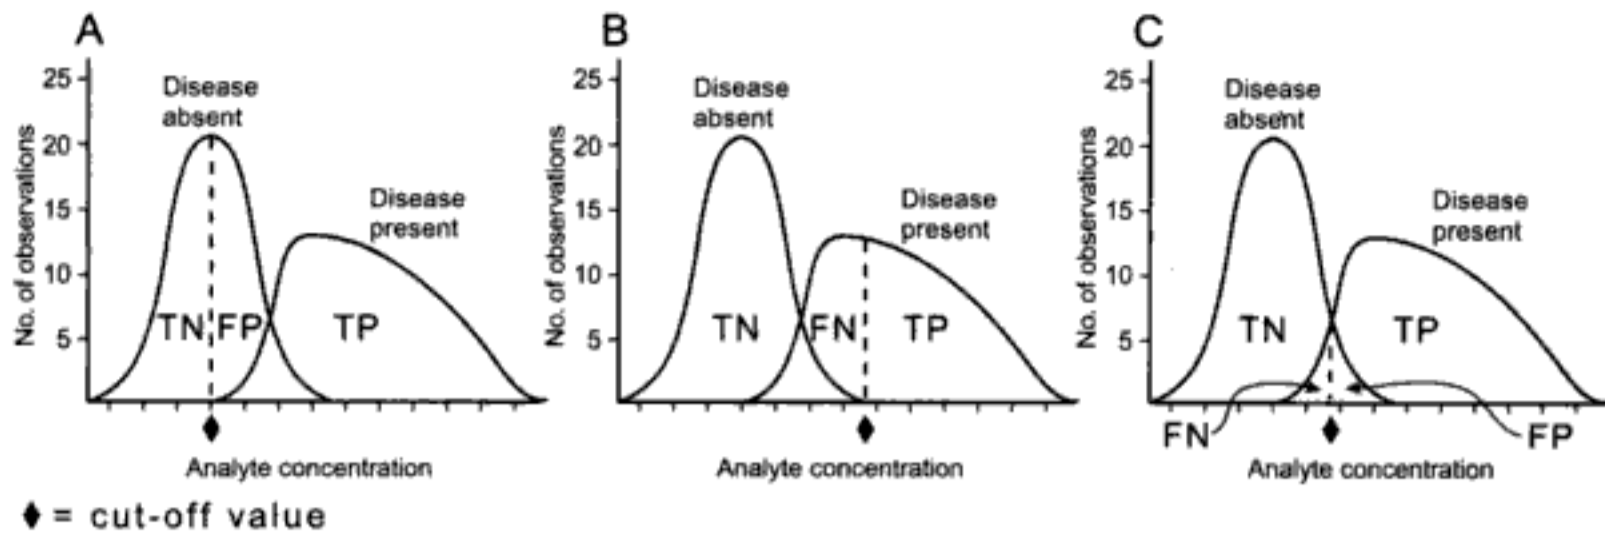 A
No. of observations
25
20
15
10
5
Disease
absent
Disease
present
TN FP TP
Analyte concentration
B
No. of observations
25
20
15
10
5
Disease
absent
Disease
present
TN FN TP
Analyte concentration
C
No. of observations
25
20
15
10
5
Disease
absent
Disease
present
TN TP
FN FP
Analyte concentration
♦ = cut-off value